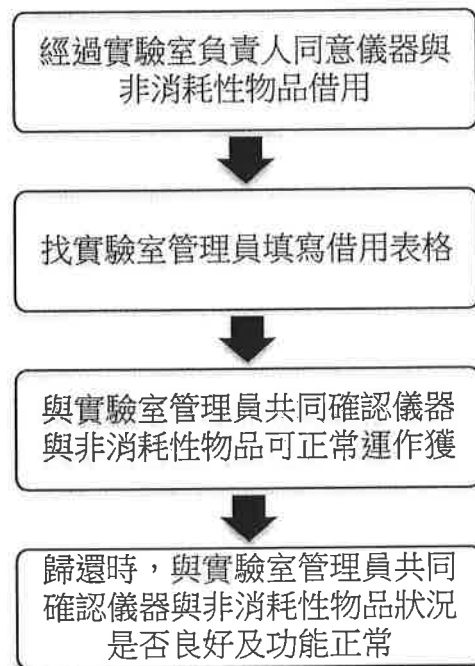 經過實驗室負責人同意儀器與
非消耗性物品借用
找實驗室管理員填寫借用表格
與實驗室管理員共同確認儀器
與非消耗性物品可正常運作獲
歸還時，與實驗室管理員共同
確認儀器與非消耗性物品狀況
是否良好及功能正常